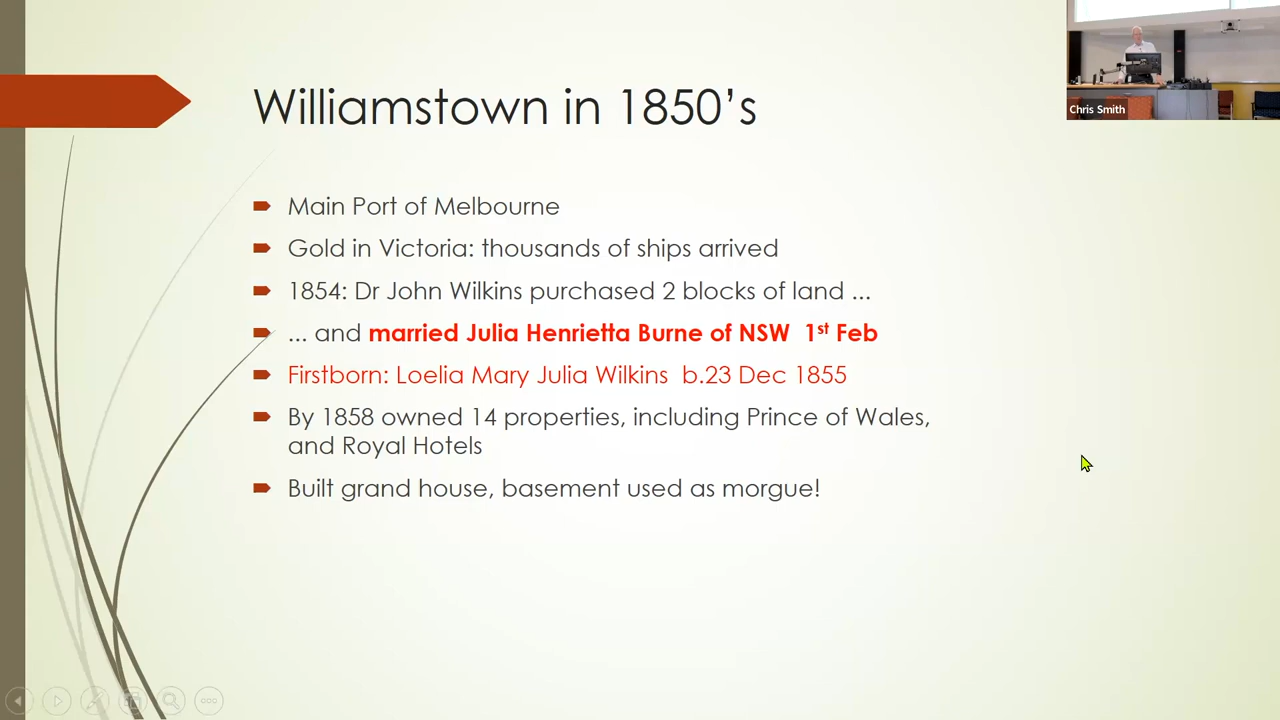 Williamstown in 1850's
Chris Smith
Main Port of Melbourne
Gold in Victoria: thousands of ships arrived
1854: Dr John Wilkins purchased 2 blocks of land ...
... and married Julia Henrietta Burne of NSW 1st Feb
Firstborn: Loelia Mary Julia Wilkins b.23 Dec 1855
By 1858 owned 14 properties, including Prince of Wales,
and Royal Hotels
Built grand house, basement used as morgue!